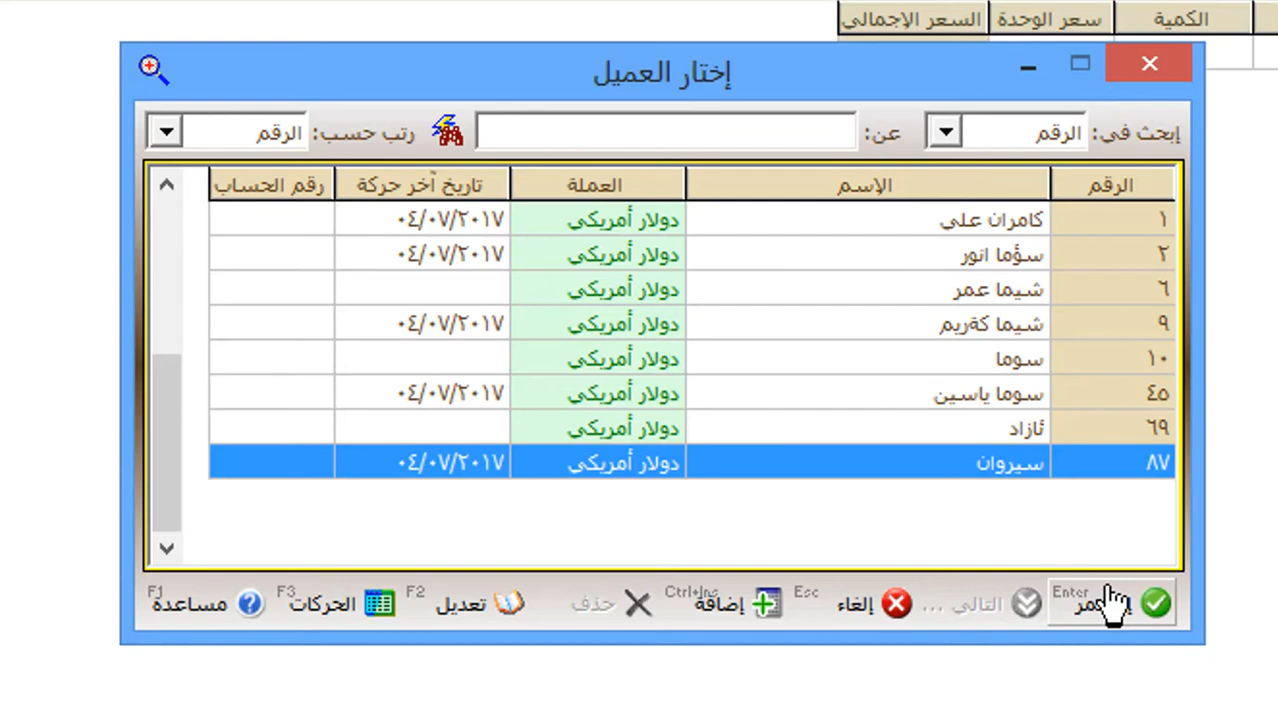 الكمية سعر الوحدة السعر الإجمالي
إختار العميل
إبحث في: الرقم عن: رتب حسب: الرقم
الرقم الإسم العملة تاريخ آخر حركة رقم الحساب
١ كامران علي دولار أمريكي ٠٤/٠٧/٢٠١٧
٢ سؤما انور دولار أمريكي ٠٤/٠٧/٢٠١٧
٦ شيما عمر دولار أمريكي
٩ شيما كةريم دولار أمريكي ٠٤/٠٧/٢٠١٧
١٠ سوما دولار أمريكي
٤٥ سوما ياسين دولار أمريكي ٠٤/٠٧/٢٠١٧
٦٩ ئازاد دولار أمريكي
٨٧ سيروان دولار أمريكي ٠٤/٠٧/٢٠١٧
Enter التالي ... إلغاء Esc إضافة Ctrl+Ins حذف تعديل F2 الحركات F3 مساعدة F1